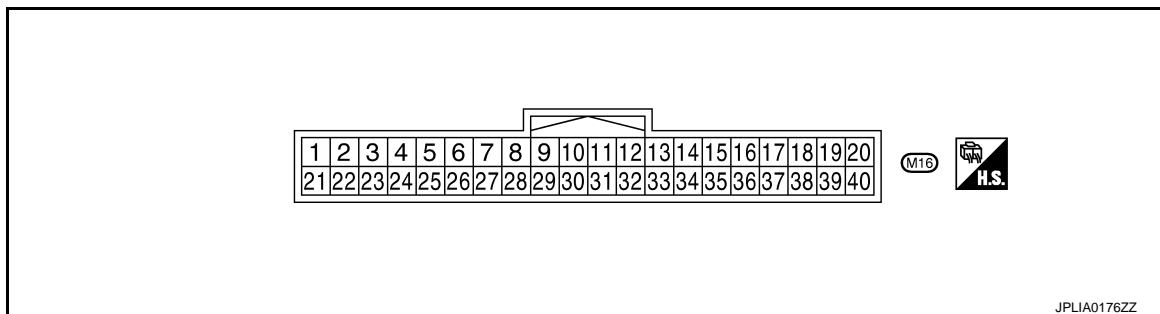 1 2 3 4 5 6 7 8 9 10 11 12 13 14 15 16 17 18 19 20
21 22 23 24 25 26 27 28 29 30 31 32 33 34 35 36 37 38 39 40
M16
H.S.
JPLIA0176ZZ